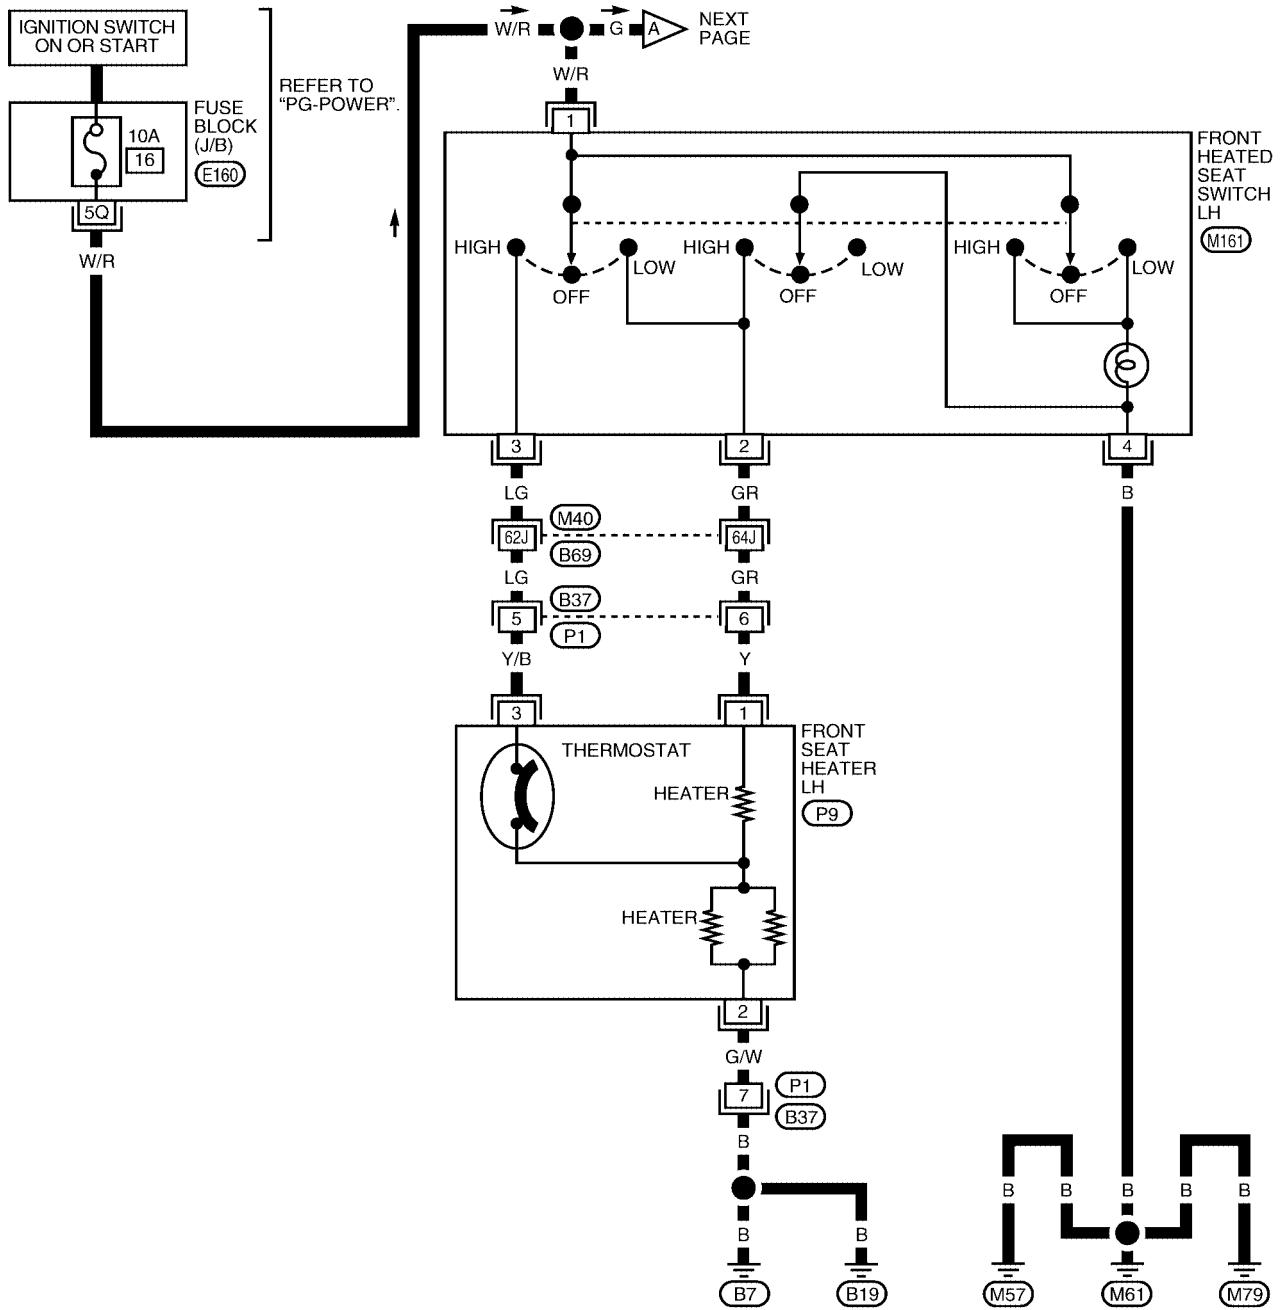 IGNITION SWITCH
ON OR START
W/R
G
A
NEXT
PAGE
REFER TO
"PG-POWER".
FUSE
BLOCK
(J/B)
E160
10A
16
5Q
W/R
W/R
1
FRONT
HEATED
SEAT
SWITCH
LH
M161
HIGH
OFF
LOW
HIGH
OFF
LOW
HIGH
OFF
LOW
3
2
4
LG
GR
B
62J
M40
B69
64J
LG
GR
5
B37
P1
6
Y/B
Y
3
1
THERMOSTAT
HEATER
HEATER
FRONT
SEAT
HEATER
LH
P9
2
G/W
7
P1
B37
B
B
B
B
B
B
B
B
B7
B19
M57
M61
M79